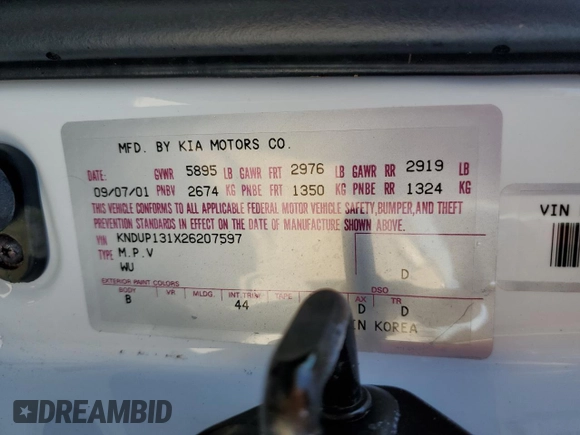 MFD. BY KIA MOTORS CO.
DATE: GVWR 5895 LB GAWR FRT 2976 LB GAWR RR 2919 LB
09/07/01 PNBV 2674 KG PNBE FRT 1350 KG PNBE RR 1324 KG
THIS VEHICLE CONFORMS TO ALL APPLICABLE FEDERAL MOTOR VEHICLE SAFETY,BUMPER,AND THEFT
PREVENTION STANDARDS IN EFFECT ON THE DATE OF MANUFACTURE SHOWN ABOVE.
VIN KNDUP131X26207597
TYPE M.P.V
WU D
EXTERIOR PAINT COLORS DSO
BODY VR MLDG. INT.TRIM TAPE AX TR
B 44 D D
IN KOREA
VIN
DREAMBID